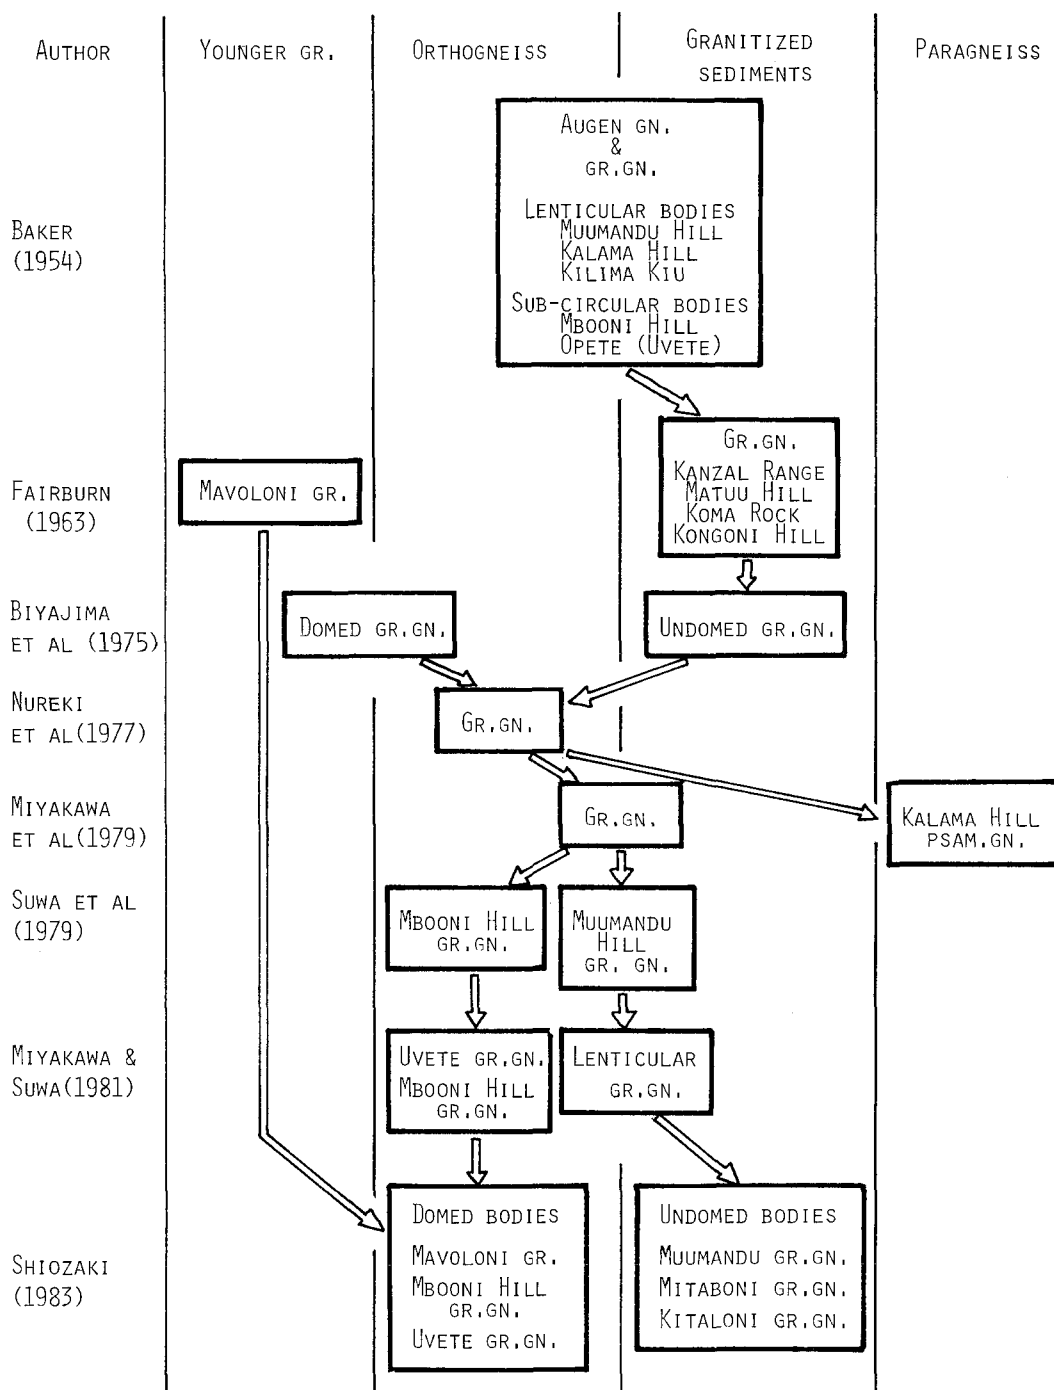 AUTHOR
YOUNGER GR.
ORTHOGNEISS
GRANITIZED
SEDIMENTS
PARAGNEISS
BAKER
(1954)
AUGEN GN.
&
GR.GN.
LENTICULAR BODIES
MUUMANDU HILL
KALAMA HILL
KILIMA KIU
SUB-CIRCULAR BODIES
MBOONI HILL
OPETE (UVETE)
FAIRBURN
(1963)
MAVOLONI GR.
GR.GN.
KANZAL RANGE
MATUU HILL
KOMA ROCK
KONGONI HILL
BIYAJIMA
ET AL (1975)
DOMED GR.GN.
UNDOMED GR.GN.
NUREKI
ET AL(1977)
GR.GN.
MIYAKAWA
ET AL(1979)
GR.GN.
KALAMA HILL
PSAM.GN.
SUWA ET AL
(1979)
MBOONI HILL
GR.GN.
MUUMANDU
HILL
GR. GN.
MIYAKAWA &
SUWA(1981)
UVETE GR.GN.
MBOONI HILL
GR.GN.
LENTICULAR
GR.GN.
SHIOZAKI
(1983)
DOMED BODIES
MAVOLONI GR.
MBOONI HILL
GR.GN.
UVETE GR.GN.
UNDOMED BODIES
MUUMANDU GR.GN.
MITABONI GR.GN.
KITALONI GR.GN.